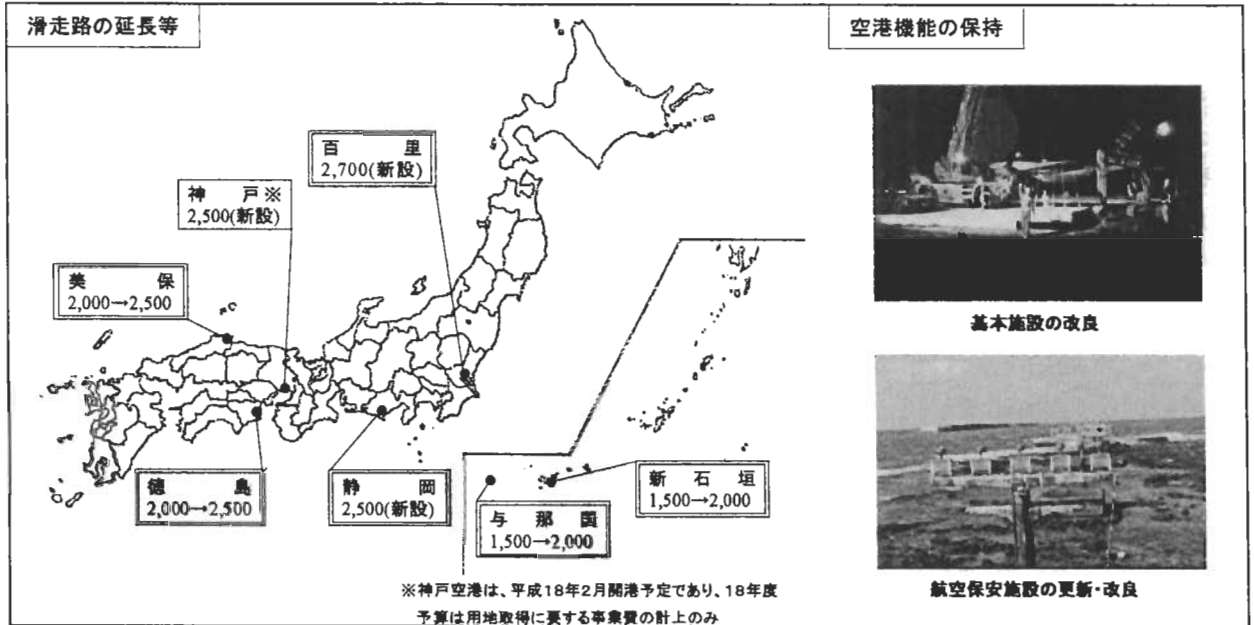 滑走路の延長等
空港機能の保持
百里
2,700(新設)
神戸※
2,500(新設)
美保
2,000→2,500
基本施設の改良
徳島
2,000→2,500
静岡
2,500(新設)
新石垣
1,500→2,000
与那国
1,500→2,000
航空保安施設の更新・改良
※神戸空港は、平成18年2月開港予定であり、18年度
予算は用地取得に要する事業費の計上のみ